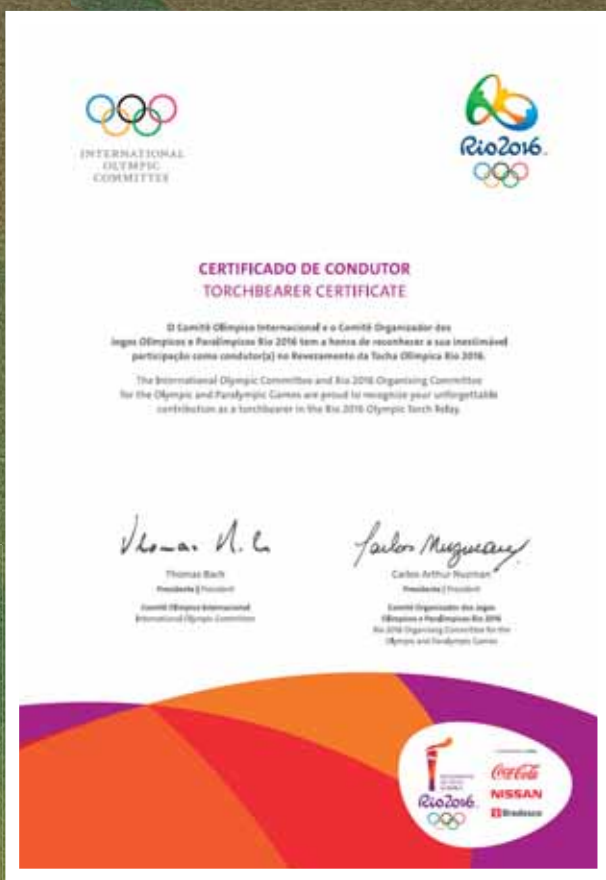 INTERNATIONAL
OLYMPIC
COMMITTEE
Rio2016
CERTIFICADO DE CONDUTOR
TORCHBEARER CERTIFICATE
O Comitê Olímpico Internacional e o Comitê Organizador dos
Jogos Olímpicos e Paralímpicos Rio 2016 tem a honra de reconhecer a sua inestimável
participação como condutor(a) no Revezamento da Tocha Olímpica Rio 2016.
The International Olympic Committee and Rio 2016 Organising Committee
for the Olympic and Paralympic Games are proud to recognize your unforgettable
contribution as a torchbearer in the Rio 2016 Olympic Torch Relay.
Thomas Bach
Presidente | President
Comitê Olímpico Internacional
International Olympic Committee
Carlos Arthur Nuzman
Presidente | President
Comitê Organizador dos Jogos
Olímpicos e Paralímpicos Rio 2016
Rio 2016 Organising Committee for the
Olympic and Paralympic Games
Rio2016
Coca-Cola
NISSAN
Bradesco